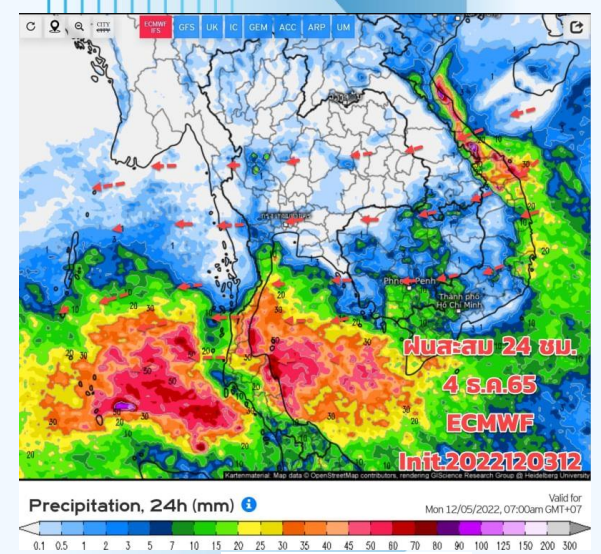 CITY
ECMWF IFS GFS UK IC GEM ACC ARP UM
Phnom Penh
Thành phố
Hồ Chí Minh
ฝนสะสม 24 ชม.
4 ธ.ค.65
ECMWF
Init.2022120312
Kartenmaterial: Map data © OpenStreetMap contributors, rendering GIScience Research Group @ Heidelberg University
Precipitation, 24h (mm)
Valid for
Mon 12/05/2022, 07:00am GMT+07
0.1 0.5 1 2 3 5 7 10 15 20 25 30 35 40 45 50 60 70 80 90 100 125 150 200 300